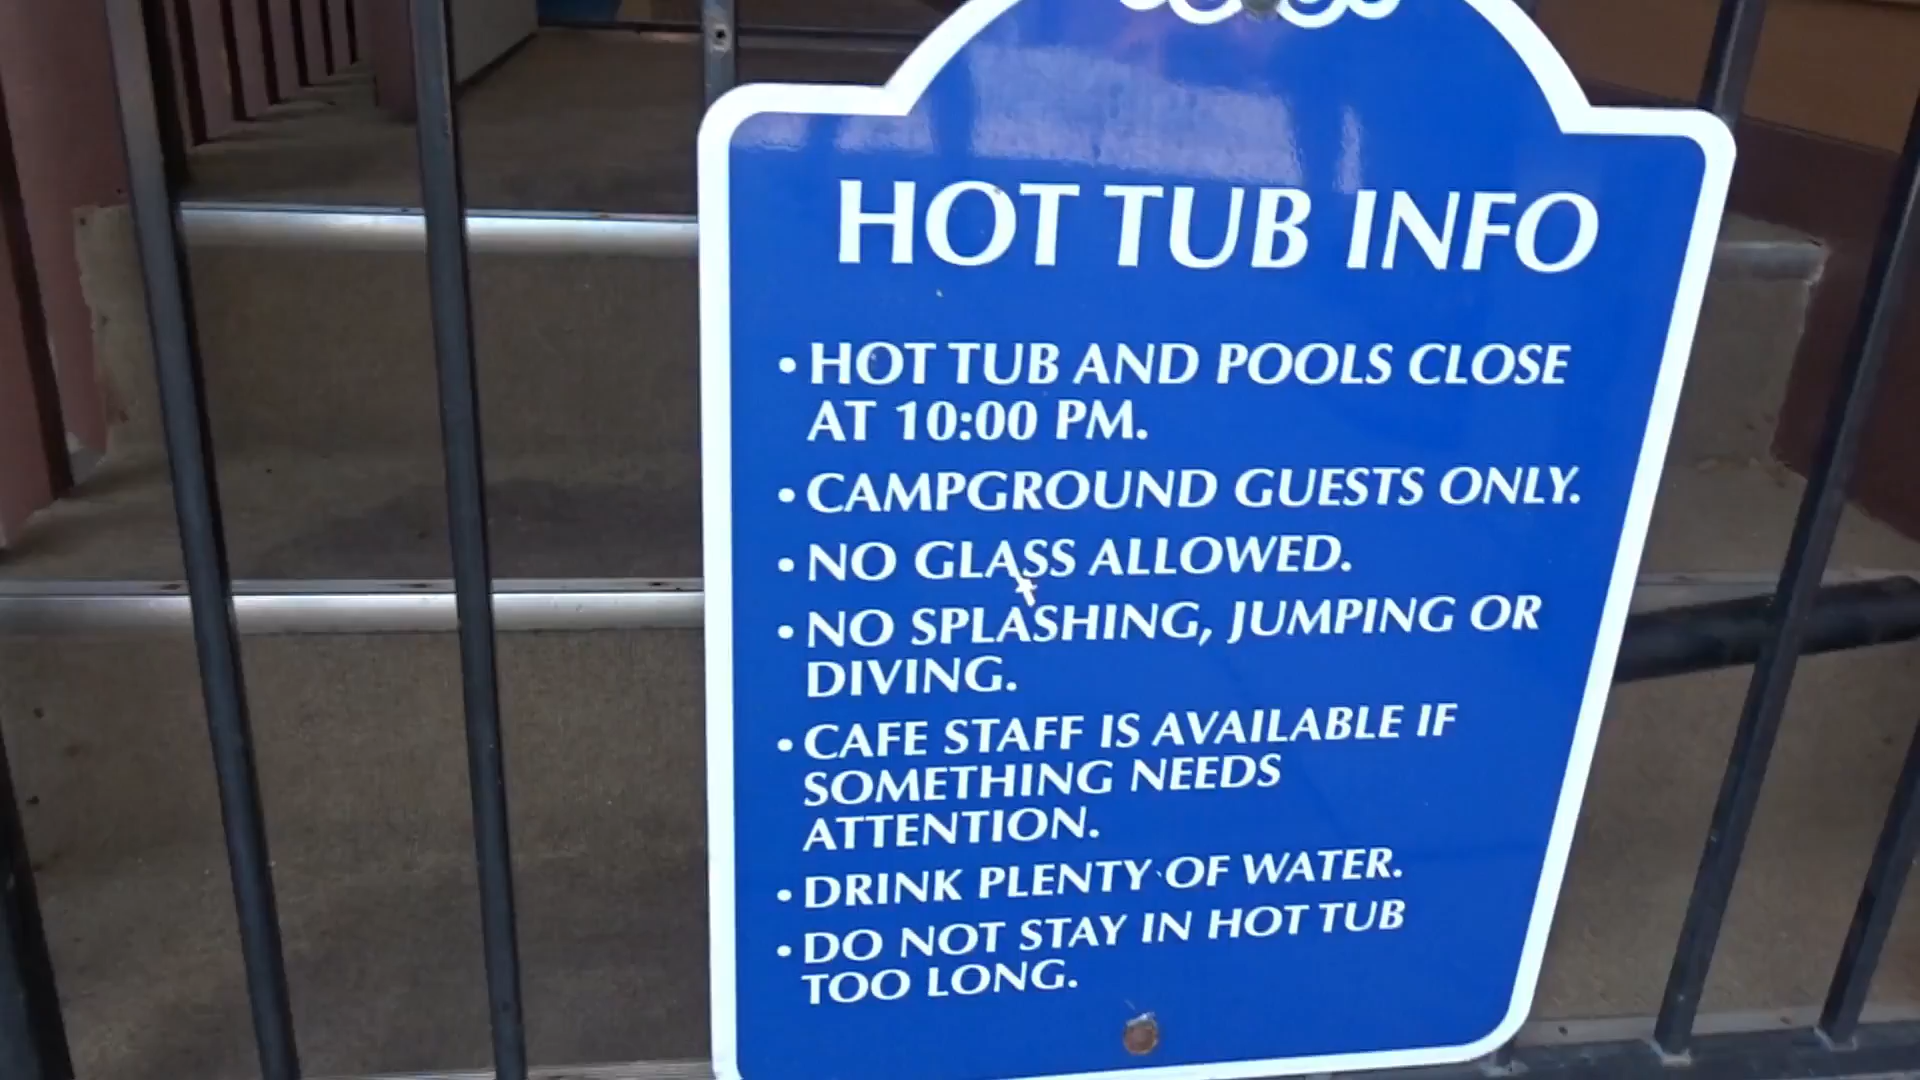 HOT TUB INFO
• HOT TUB AND POOLS CLOSE
AT 10:00 PM.
• CAMPGROUND GUESTS ONLY.
• NO GLASS ALLOWED.
• NO SPLASHING, JUMPING OR
DIVING.
• CAFE STAFF IS AVAILABLE IF
SOMETHING NEEDS
ATTENTION.
• DRINK PLENTY OF WATER.
• DO NOT STAY IN HOT TUB
TOO LONG.